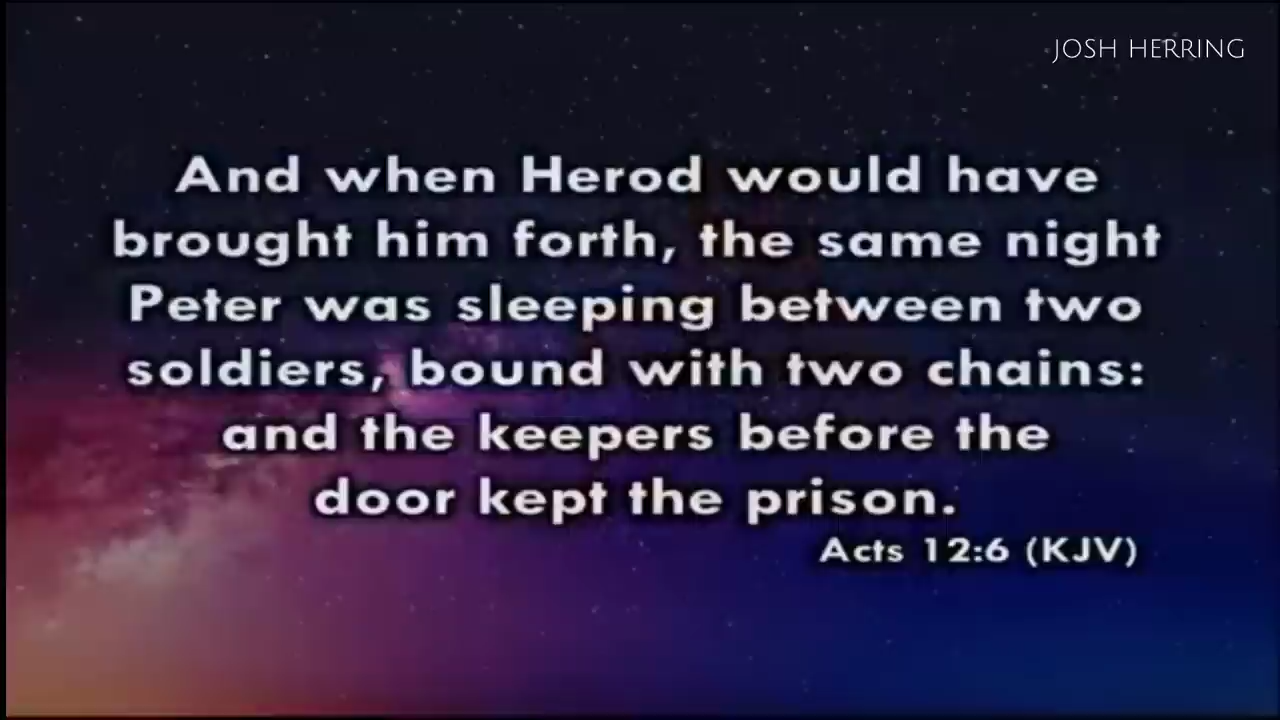 JOSH HERRING
And when Herod would have
brought him forth, the same night
Peter was sleeping between two
soldiers, bound with two chains:
and the keepers before the
door kept the prison.
Acts 12:6 (KJV)